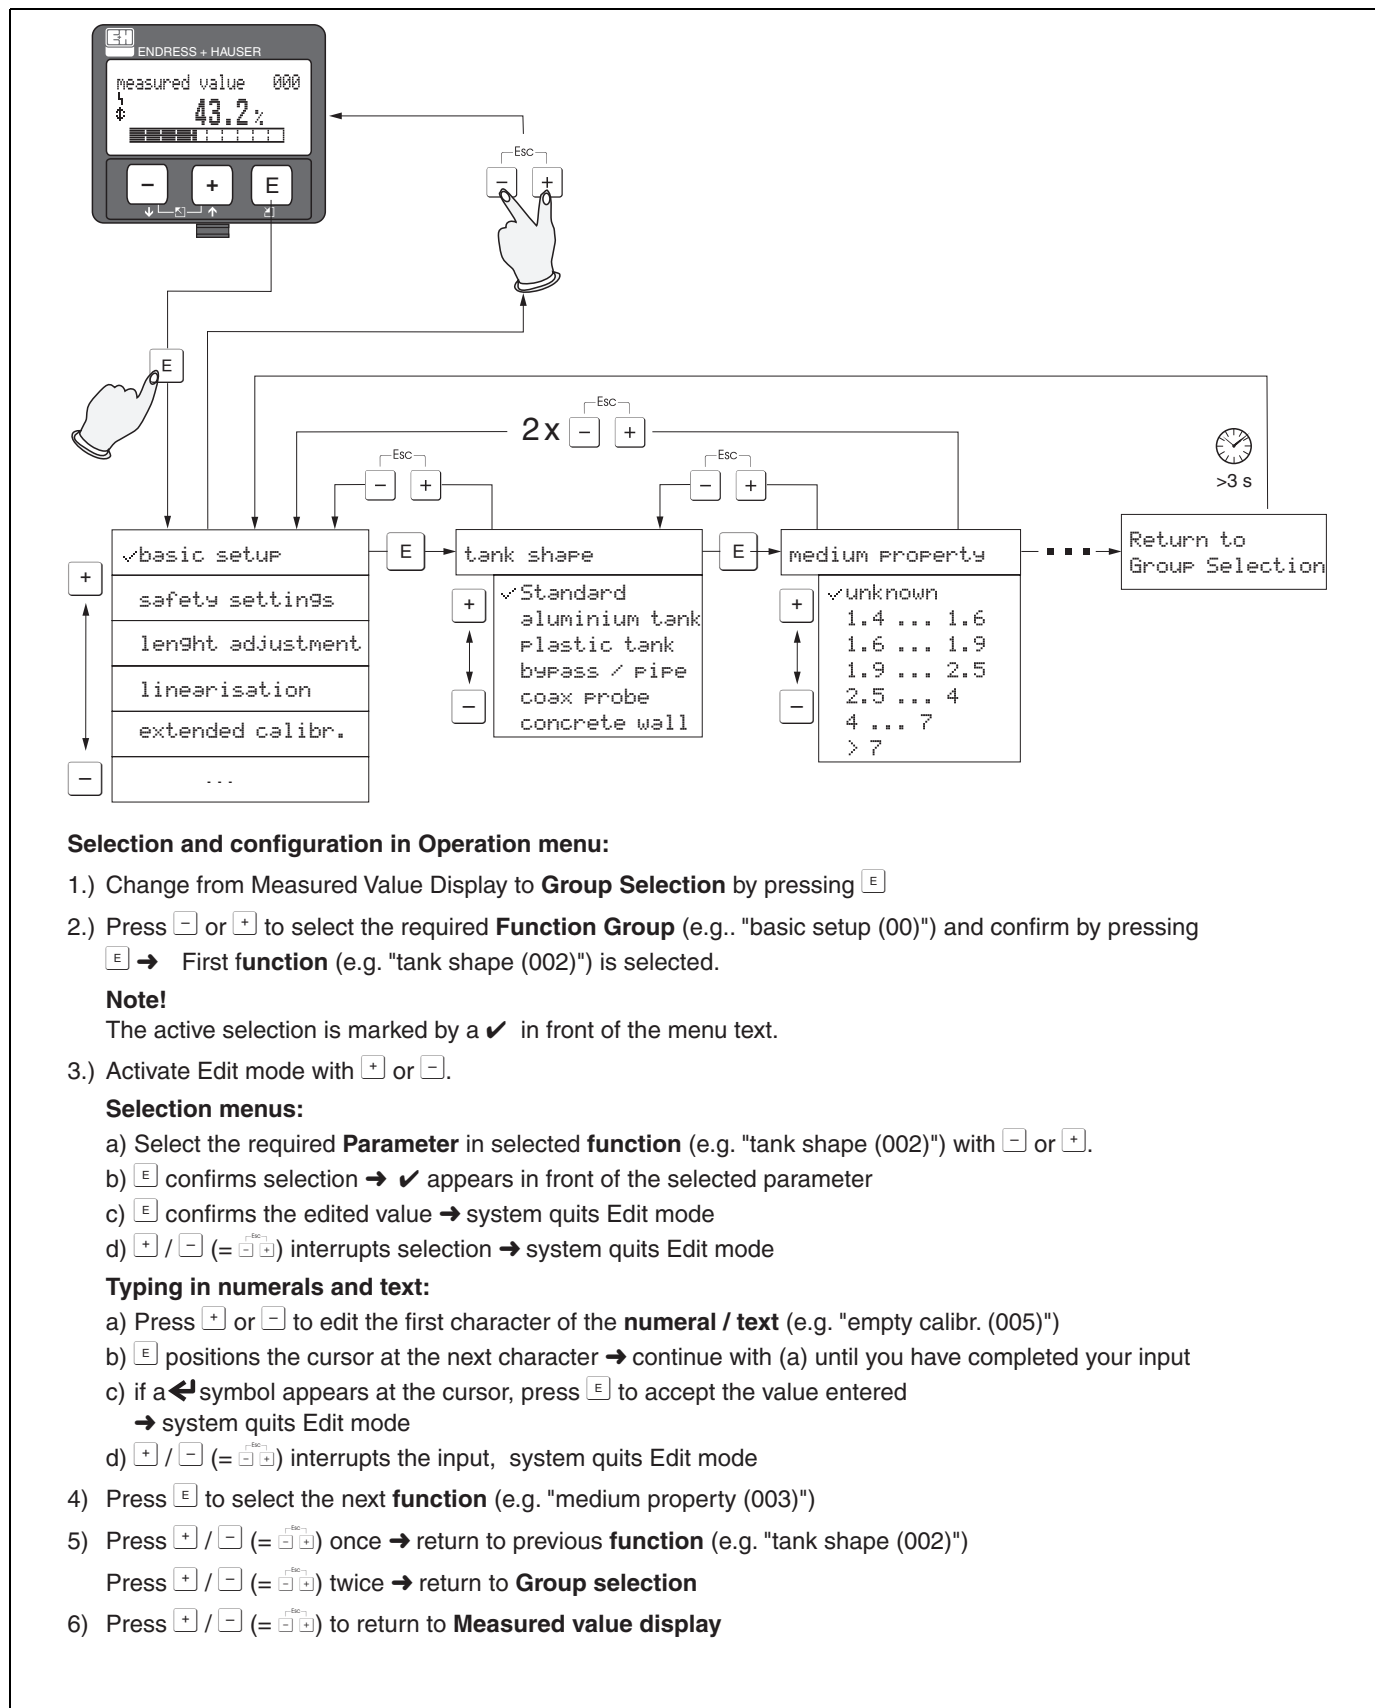 E+H
ENDRESS + HAUSER
measured value 000
43.2 %
– + E
Esc
– +
E
Esc
2 x – +
Esc
– +
Esc
– +
>3 s
✓basic setup
E
tank shape
E
medium property
Return to
Group Selection
+
–
safety settings
lenght adjustment
linearisation
extended calibr.
...
+
–
✓Standard
aluminium tank
plastic tank
bypass / pipe
coax probe
concrete wall
+
–
✓unknown
1.4 ... 1.6
1.6 ... 1.9
1.9 ... 2.5
2.5 ... 4
4 ... 7
> 7
Selection and configuration in Operation menu:
1.) Change from Measured Value Display to Group Selection by pressing E
2.) Press – or + to select the required Function Group (e.g.. "basic setup (00)") and confirm by pressing
E ➜ First function (e.g. "tank shape (002)") is selected.
Note!
The active selection is marked by a ✔ in front of the menu text.
3.) Activate Edit mode with + or –.
Selection menus:
a) Select the required Parameter in selected function (e.g. "tank shape (002)") with – or +.
b) E confirms selection ➜ ✔ appears in front of the selected parameter
c) E confirms the edited value ➜ system quits Edit mode
d) + / – (= Esc – +) interrupts selection ➜ system quits Edit mode
Typing in numerals and text:
a) Press + or – to edit the first character of the numeral / text (e.g. "empty calibr. (005)")
b) E positions the cursor at the next character ➜ continue with (a) until you have completed your input
c) if a ↵ symbol appears at the cursor, press E to accept the value entered
➜ system quits Edit mode
d) + / – (= Esc – +) interrupts the input, system quits Edit mode
4) Press E to select the next function (e.g. "medium property (003)")
5) Press + / – (= Esc – +) once ➜ return to previous function (e.g. "tank shape (002)")
Press + / – (= Esc – +) twice ➜ return to Group selection
6) Press + / – (= Esc – +) to return to Measured value display